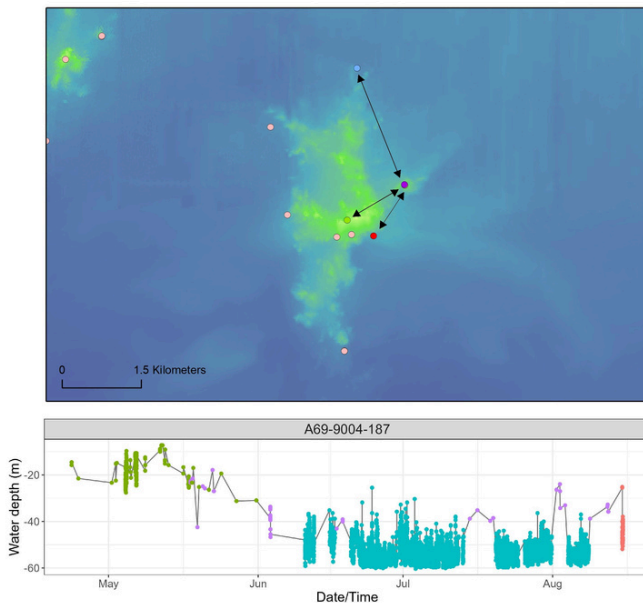 0
1.5 Kilometers
A69-9004-187
Water depth (m)
-20
-40
-60
May
Jun
Jul
Aug
Date/Time